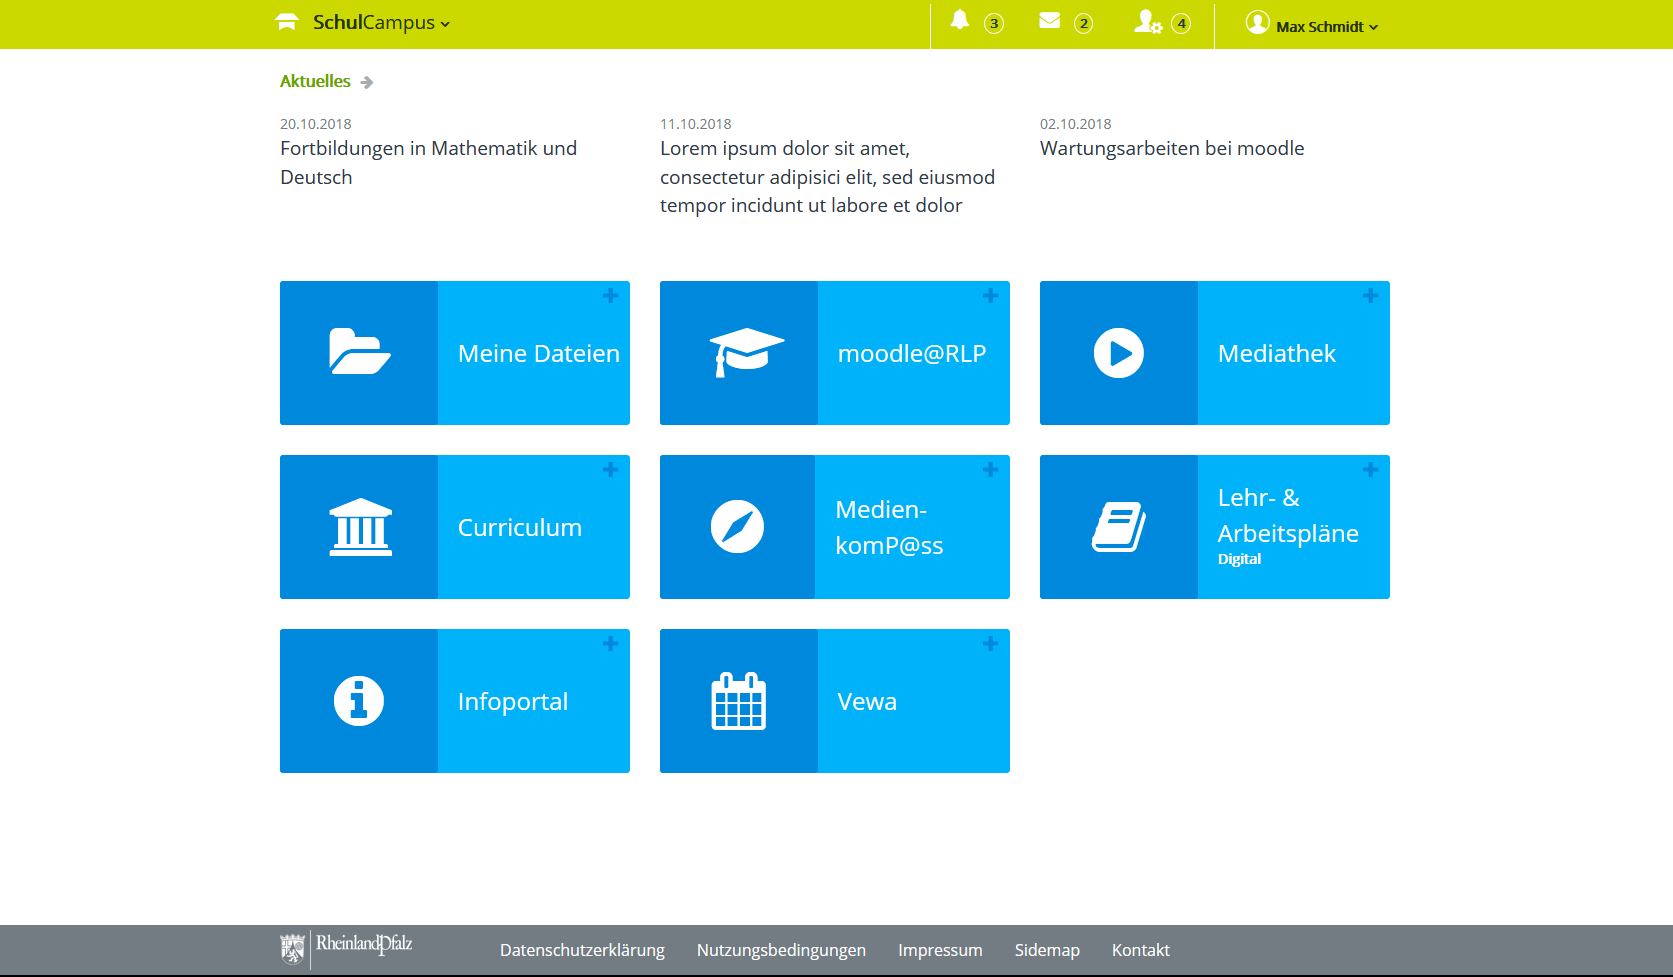 SchulCampus
3
2
4
Max Schmidt
Aktuelles
20.10.2018
Fortbildungen in Mathematik und
Deutsch
11.10.2018
Lorem ipsum dolor sit amet,
consectetur adipisici elit, sed eiusmod
tempor incidunt ut labore et dolor
02.10.2018
Wartungsarbeiten bei moodle
Meine Dateien
moodle@RLP
Mediathek
Curriculum
Medien-
komP@ss
Lehr- &
Arbeitspläne
Digital
Infoportal
Vewa
RheinlandPfalz
Datenschutzerklärung
Nutzungsbedingungen
Impressum
Sidemap
Kontakt